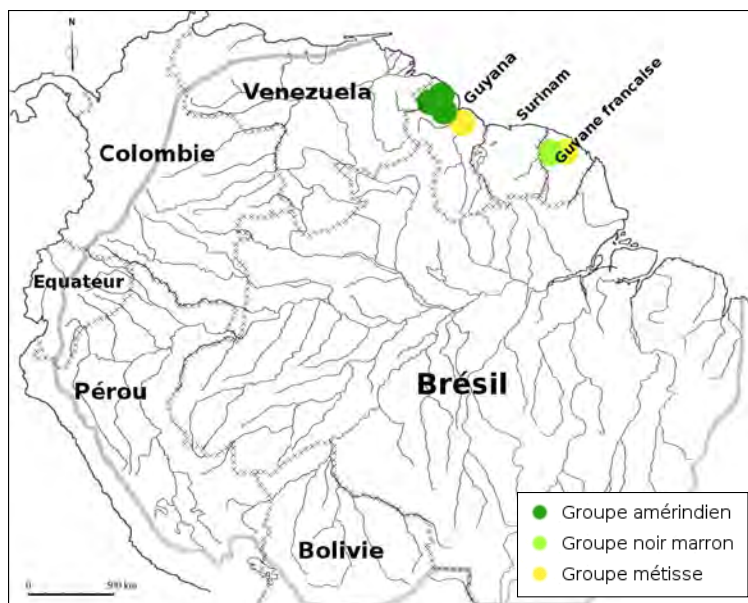 N
Venezuela
Guyana
Surinam
Guyane francaise
Colombie
Equateur
Pérou
Brésil
Bolivie
0 500 km
Groupe amérindien
Groupe noir marron
Groupe métisse